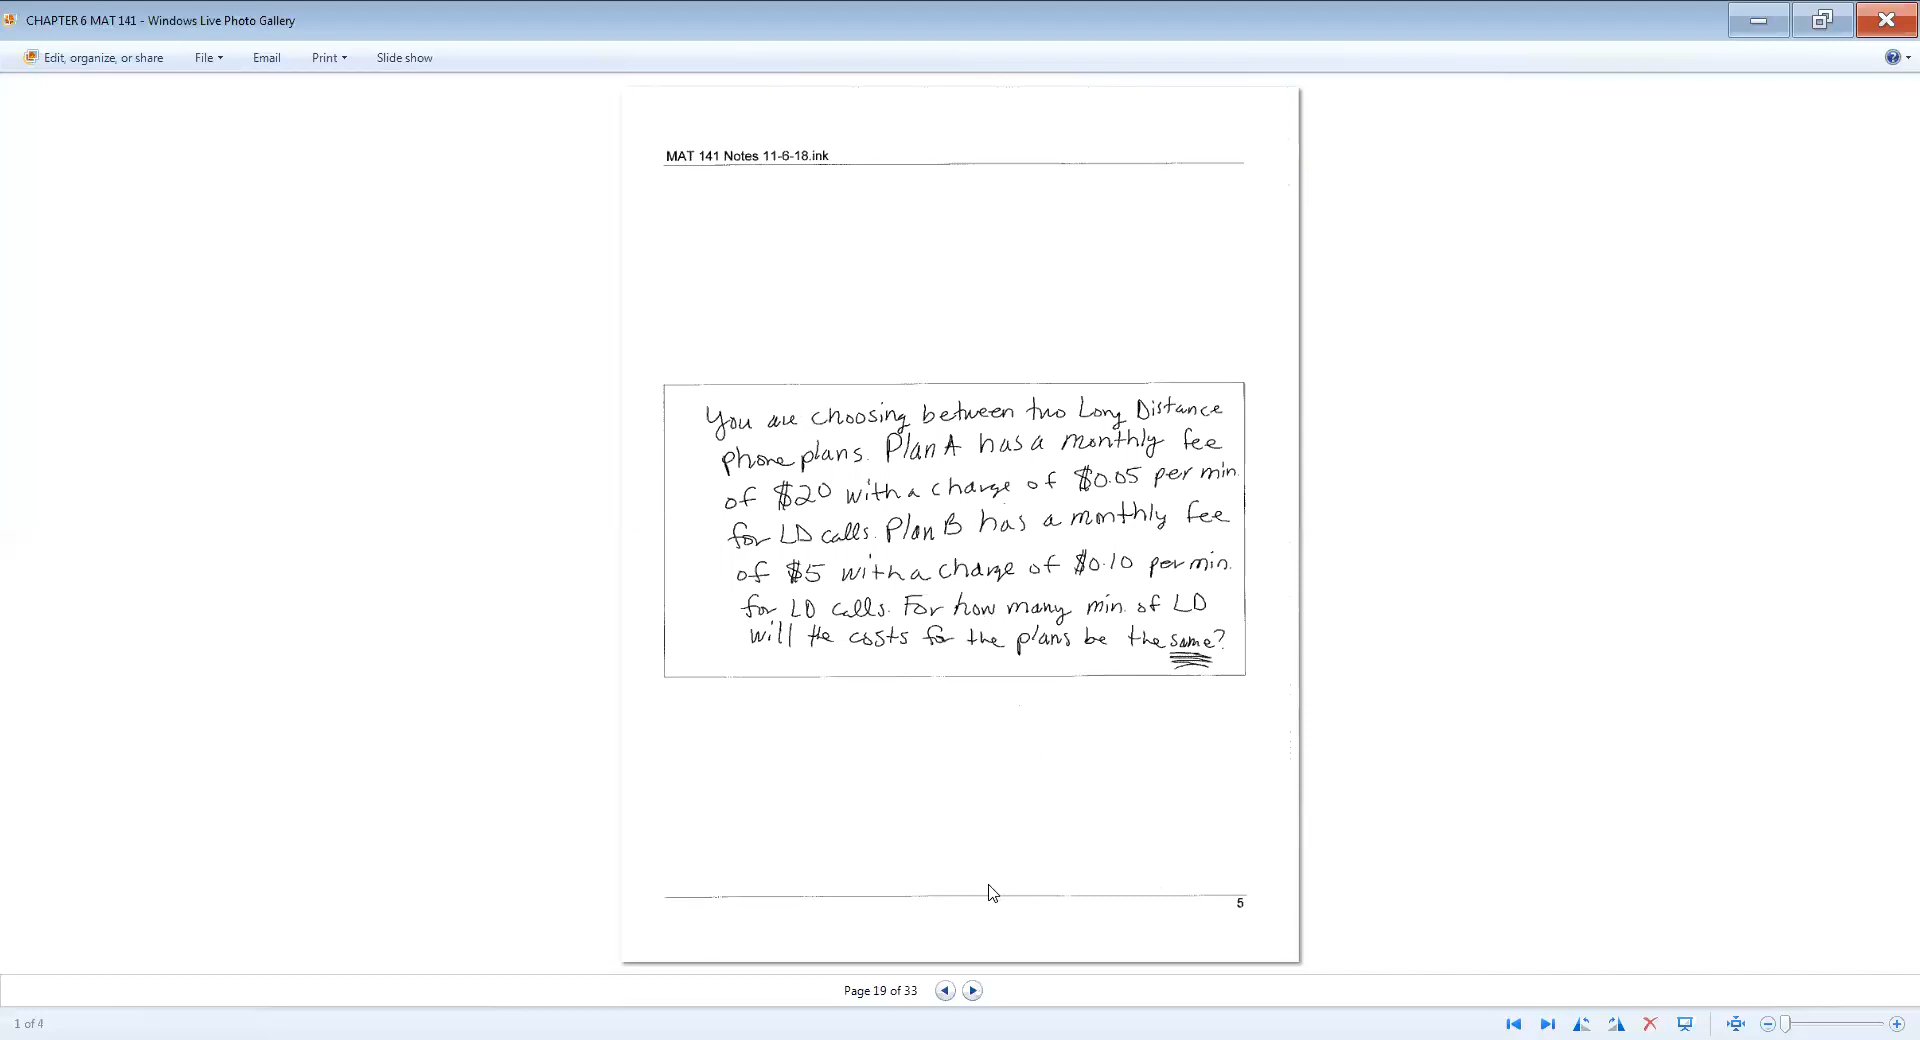 CHAPTER 6 MAT 141 - Windows Live Photo Gallery
Edit, organize, or share File Email Print Slide show
MAT 141 Notes 11-6-18.ink
You are choosing between two Long Distance
phone plans. Plan A has a monthly fee
of $20 with a charge of $0.05 per min.
for LD calls. Plan B has a monthly fee
of $5 with a charge of $0.10 per min.
for LD calls. For how many min. of LD
will the costs for the plans be the same?
5
Page 19 of 33
1 of 4